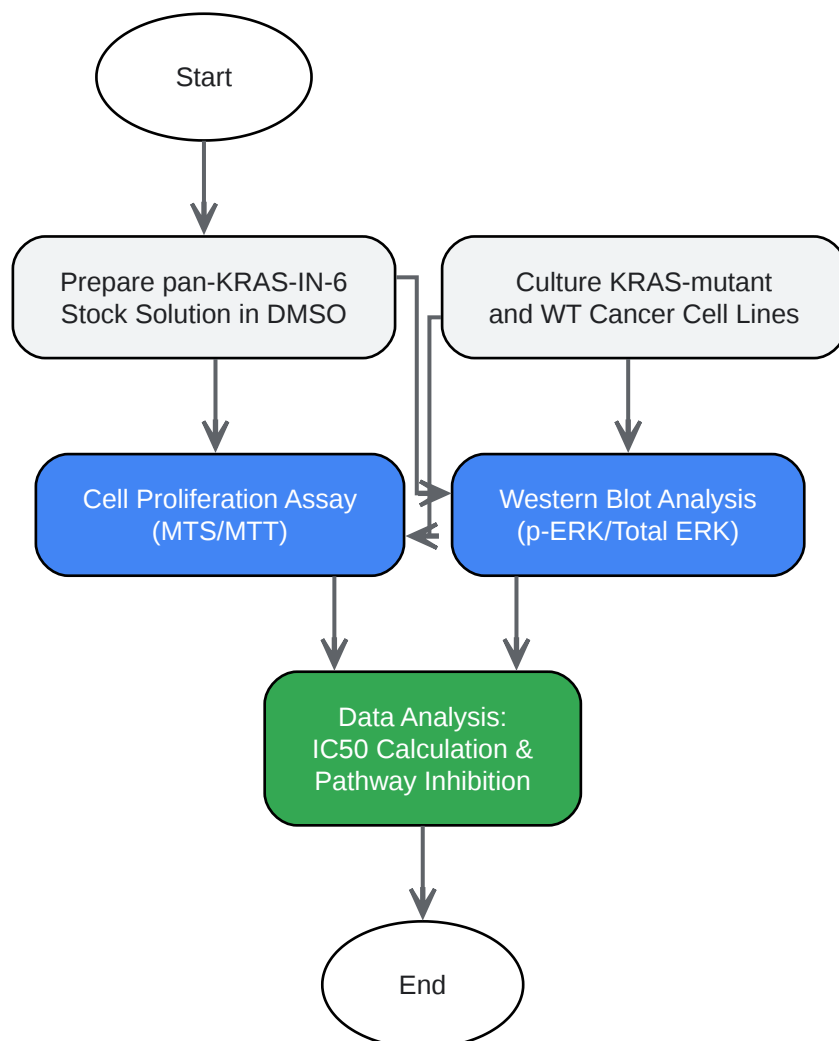 Start
Prepare pan-KRAS-IN-6
Stock Solution in DMSO
Culture KRAS-mutant
and WT Cancer Cell Lines
Cell Proliferation Assay
(MTS/MTT)
Western Blot Analysis
(p-ERK/Total ERK)
Data Analysis:
IC50 Calculation &
Pathway Inhibition
End